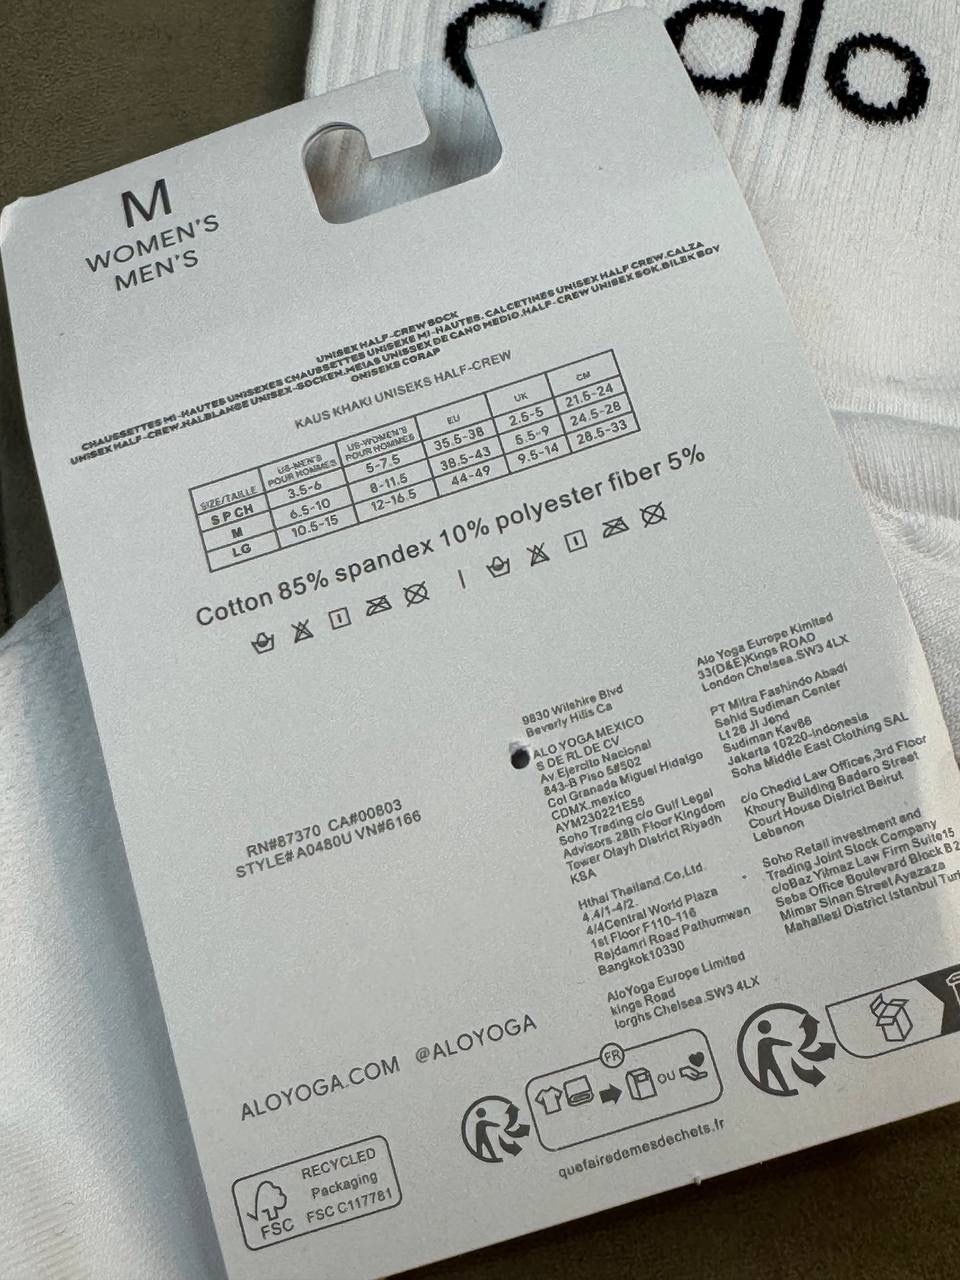 alo
M
WOMEN'S
MEN'S
UNISEX HALF-CREW SOCK
CHAUSSETTES MI-HAUTES UNISEXES CHAUSSETTES UNISEXE MI-HAUTES. CALCETINES UNISEX HALF CREW.CALZA
UNISEX HALF-CREW.HALBLANGE UNISEX-SOCKEN.MEIAS UNISSEX DE CANO MEDIO.HALF-CREW UNISEX SOK.BILEK BOY
ONISEKS CORAP
KAUS KHAKI UNISEKS HALF-CREW
SIZE/TAILLE US-MEN'S POUR HOMMES US-WOMEN'S POUR HOMMES EU UK CM
S P CH 3.5-6 5-7.5 35.5-38 2.5-5 21.5-24
M 6.5-10 8-11.5 38.5-43 5.5-9 24.5-28
LG 10.5-15 12-16.5 44-49 9.5-14 28.5-33
Cotton 85% spandex 10% polyester fiber 5%
RN#87370 CA#00803
STYLE# A0480U VN#6166
9830 Wilshire Blvd
Beverly Hills Ca
ALO YOGA MEXICO
S DE RL DE CV
Av.Ejercito Nacional
843-B Piso 5#502
Col Granada Miguel Hidalgo
CDMX.mexico
AYM230221E55
Soho Trading c/o Gulf Legal
Advisors.28th Floor Kingdom
Tower Olayh District Riyadh
KSA
Hthai Thailand.Co,Ltd.
4.4/1-4/2.
4/4Central World Plaza
1st Floor F110-116
Rajdamri Road Pathumwan
Bangkok10330
AloYoga Europe Limited
kings Road
lorghs Chelsea.SW3 4LX
Alo Yoga Europe Kimited
33(D&E)Kings ROAD
London Chelsea.SW3 4LX
PT Mitra Fashindo Abadi
Sahid Sudiman Center
Lt 28 Jl Jend
Sudiman Kav86
Jakarta 10220-Indonesia
Soha Middle East Clothing SAL
c/o Chedid Law Offices,3rd Floor
Khoury Building Badaro Street
Court House District Beirut
Lebanon
Soho Retail investment and
Trading Joint Stock Company
c/oBaz Yilmaz Law Firm Suite15
Seba Office Boulevard Block B 2
Mimar Sinan Street Ayazaza
Mahallesi District Istanbul Tur
ALOYOGA.COM @ALOYOGA
FR
OU
quefairedemesdechets.fr
RECYCLED
Packaging
FSC FSC C117781